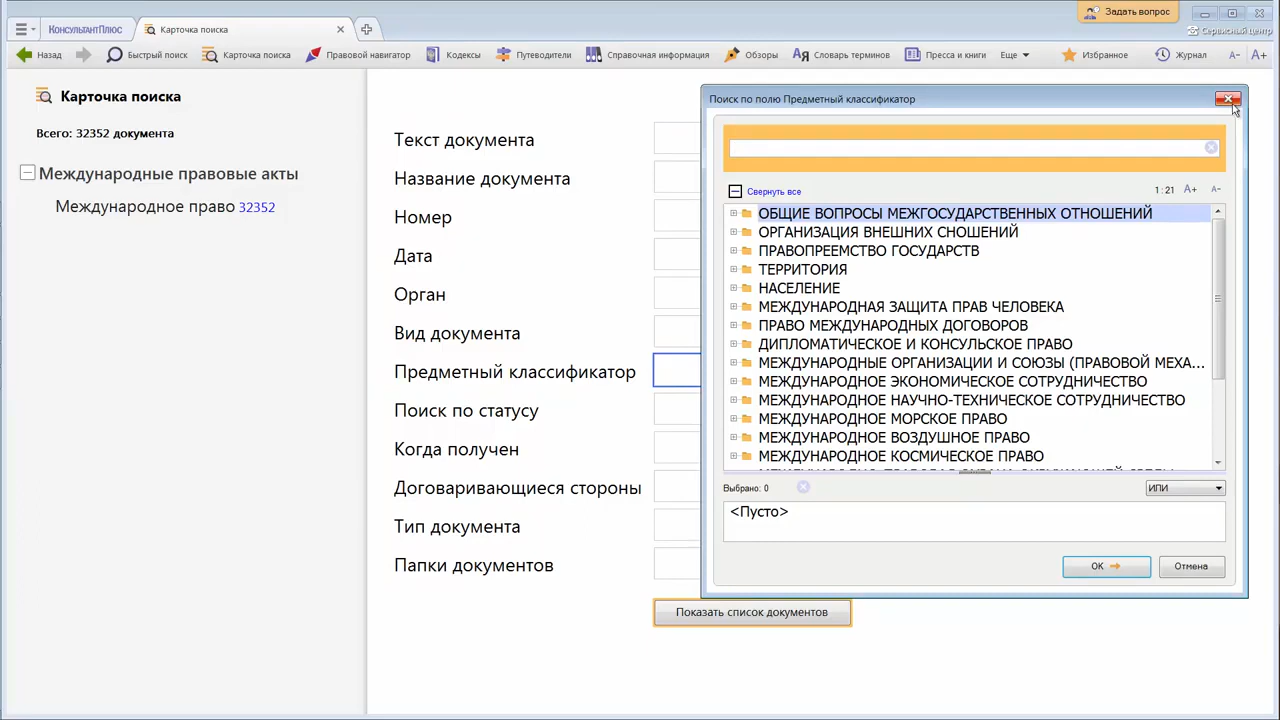 Задать вопрос
КонсультантПлюс
Карточка поиска
Сервисный центр
Назад
Быстрый поиск
Карточка поиска
Правовой навигатор
Кодексы
Путеводители
Справочная информация
Обзоры
Словарь терминов
Пресса и книги
Еще
Избранное
Журнал
A-
A+
Карточка поиска
Всего: 32352 документа
Международные правовые акты
Международное право 32352
Текст документа
Название документа
Номер
Дата
Орган
Вид документа
Предметный классификатор
Поиск по статусу
Когда получен
Договаривающиеся стороны
Тип документа
Папки документов
Показать список документов
Поиск по полю Предметный классификатор
Свернуть все
1:21
A+
A-
ОБЩИЕ ВОПРОСЫ МЕЖГОСУДАРСТВЕННЫХ ОТНОШЕНИЙ
ОРГАНИЗАЦИЯ ВНЕШНИХ СНОШЕНИЙ
ПРАВОПРЕЕМСТВО ГОСУДАРСТВ
ТЕРРИТОРИЯ
НАСЕЛЕНИЕ
МЕЖДУНАРОДНАЯ ЗАЩИТА ПРАВ ЧЕЛОВЕКА
ПРАВО МЕЖДУНАРОДНЫХ ДОГОВОРОВ
ДИПЛОМАТИЧЕСКОЕ И КОНСУЛЬСКОЕ ПРАВО
МЕЖДУНАРОДНЫЕ ОРГАНИЗАЦИИ И СОЮЗЫ (ПРАВОВОЙ МЕХА...
МЕЖДУНАРОДНОЕ ЭКОНОМИЧЕСКОЕ СОТРУДНИЧЕСТВО
МЕЖДУНАРОДНОЕ НАУЧНО-ТЕХНИЧЕСКОЕ СОТРУДНИЧЕСТВО
МЕЖДУНАРОДНОЕ МОРСКОЕ ПРАВО
МЕЖДУНАРОДНОЕ ВОЗДУШНОЕ ПРАВО
МЕЖДУНАРОДНОЕ КОСМИЧЕСКОЕ ПРАВО
Выбрано: 0
ИЛИ
<Пусто>
OK
Отмена